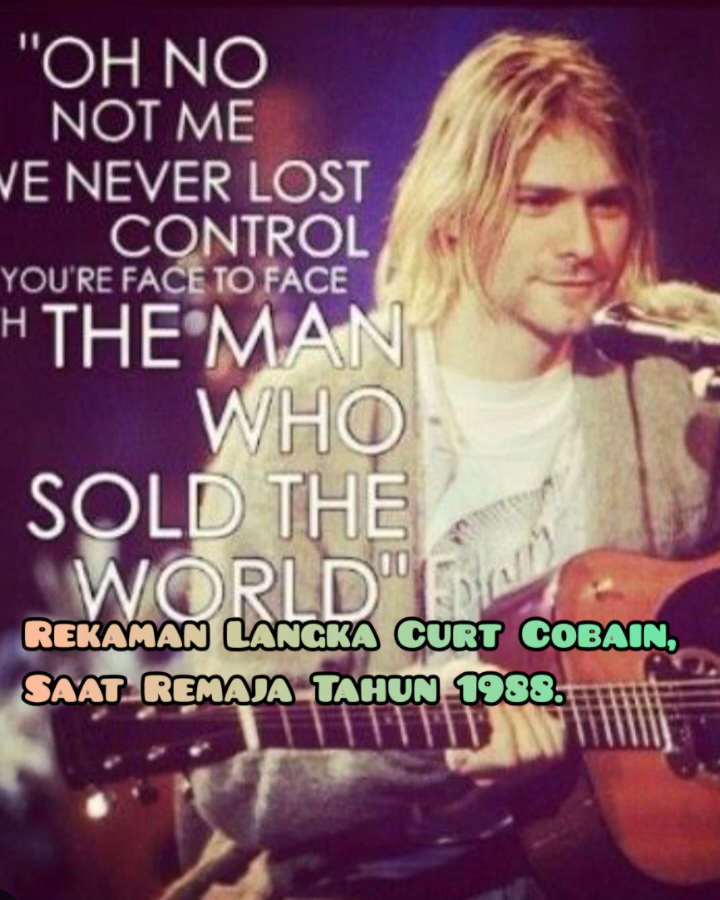 "OH NO
NOT ME
WE NEVER LOST
CONTROL
YOU'RE FACE TO FACE
H THE MAN
WHO
SOLD THE
WORLD"
REKAMAN LANGKA CURT COBAIN,
SAAT REMAJA TAHUN 1988.